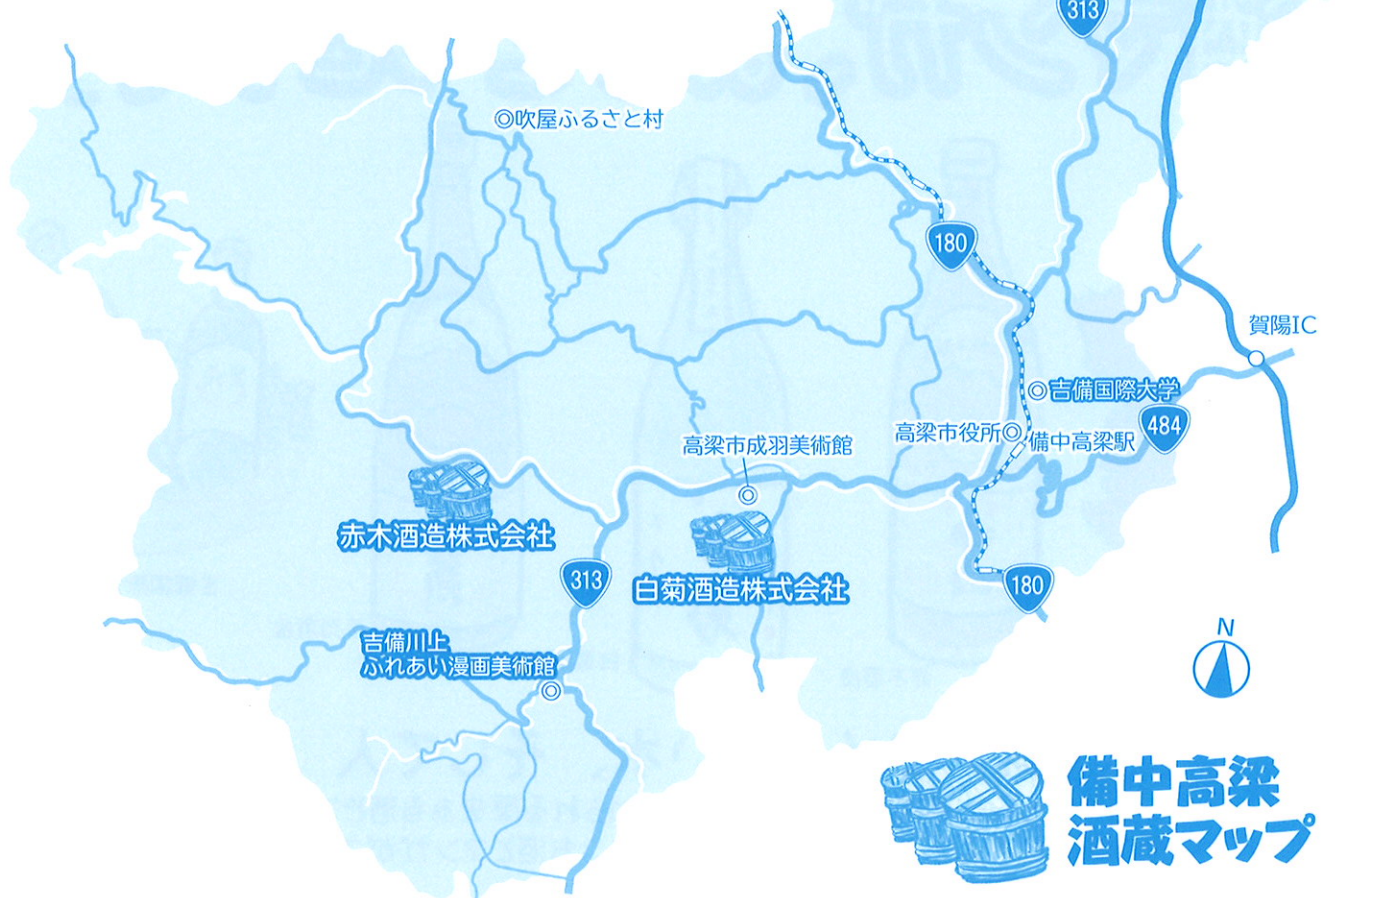 313
◎吹屋ふるさと村
180
賀陽IC
◎吉備国際大学
484
高梁市役所◎
備中高梁駅
高梁市成羽美術館
赤木酒造株式会社
白菊酒造株式会社
313
180
吉備川上
ふれあい漫画美術館
N
備中高梁
酒蔵マップ